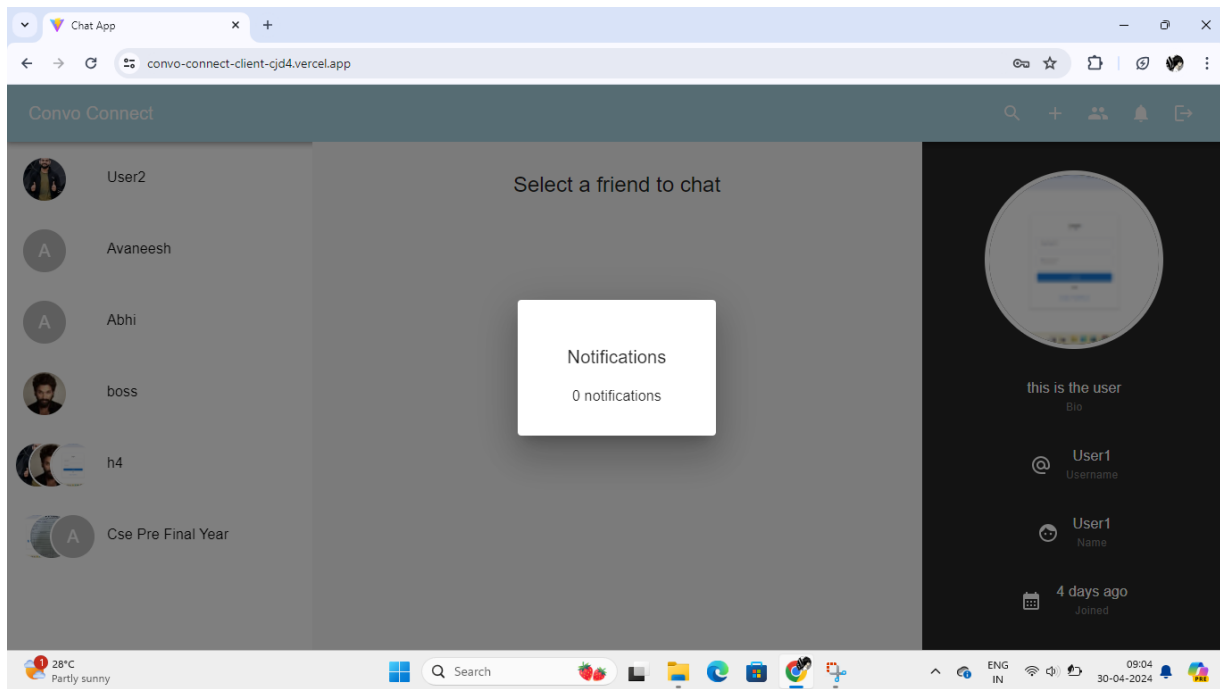 Chat App
convo-connect-client-cjd4.vercel.app
Convo Connect
User2
A
Avaneesh
A
Abhi
boss
h4
A
Cse Pre Final Year
Select a friend to chat
Notifications
0 notifications
this is the user
Bio
User1
Username
User1
Name
4 days ago
Joined
1
28°C
Partly sunny
Search
ENG
IN
09:04
30-04-2024
PRE